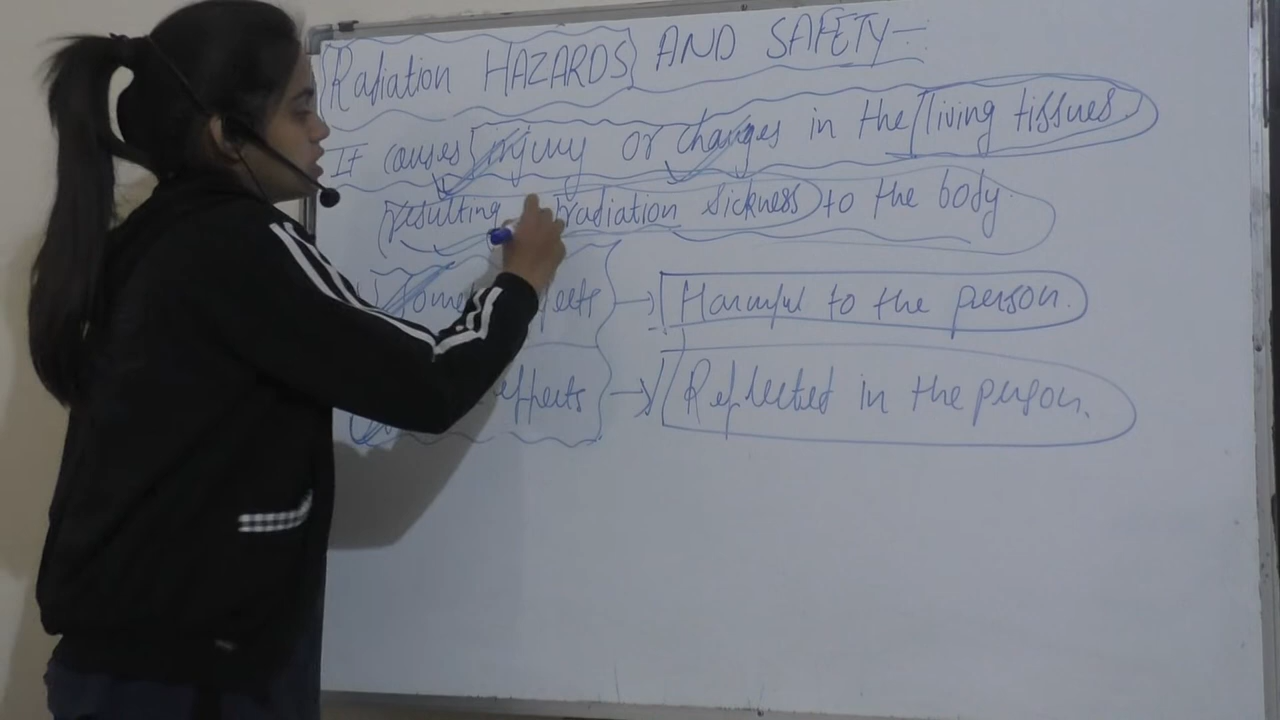 Radiation HAZARDS AND SAFETY-
It causes injury or changes in the living tissues.
resulting radiation sickness to the body.
Harmful to the person.
effects Reflected in the person.